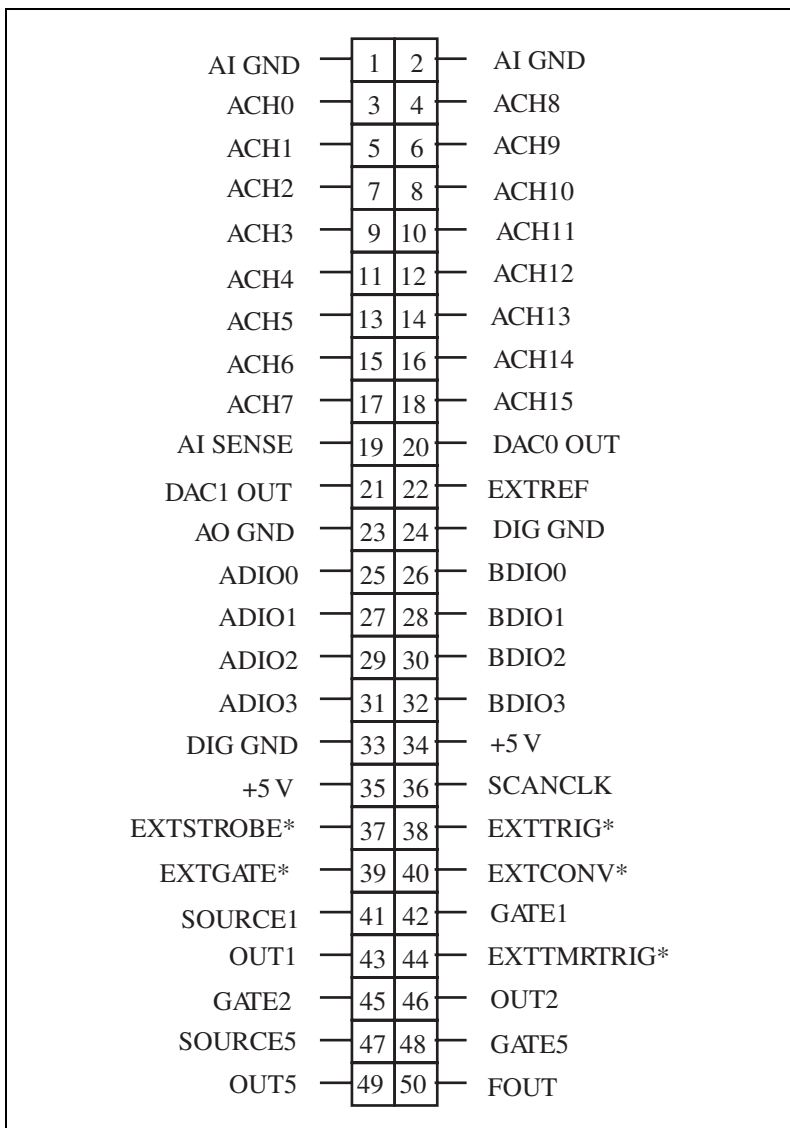 AI GND 1 2 AI GND
ACH0 3 4 ACH8
ACH1 5 6 ACH9
ACH2 7 8 ACH10
ACH3 9 10 ACH11
ACH4 11 12 ACH12
ACH5 13 14 ACH13
ACH6 15 16 ACH14
ACH7 17 18 ACH15
AI SENSE 19 20 DAC0 OUT
DAC1 OUT 21 22 EXTREF
AO GND 23 24 DIG GND
ADIO0 25 26 BDIO0
ADIO1 27 28 BDIO1
ADIO2 29 30 BDIO2
ADIO3 31 32 BDIO3
DIG GND 33 34 +5 V
+5 V 35 36 SCANCLK
EXTSTROBE* 37 38 EXTTRIG*
EXTGATE* 39 40 EXTCONV*
SOURCE1 41 42 GATE1
OUT1 43 44 EXTTMRTRIG*
GATE2 45 46 OUT2
SOURCE5 47 48 GATE5
OUT5 49 50 FOUT